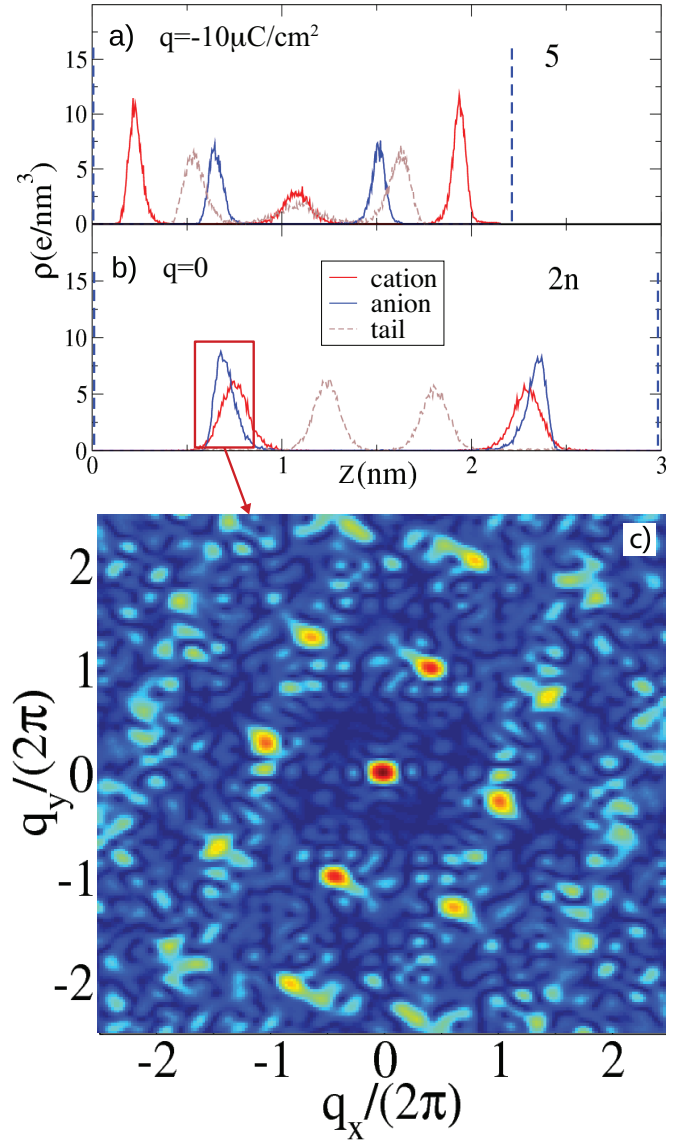 a) q=-10μC/cm² 5
15
10
5
0
ρ(e/nm³)
b) q=0 2n
cation
anion
tail
15
10
5
0
0 1 2 3
Z(nm)
c)
2
1
0
-1
-2
q_y/(2π)
-2 -1 0 1 2
q_x/(2π)